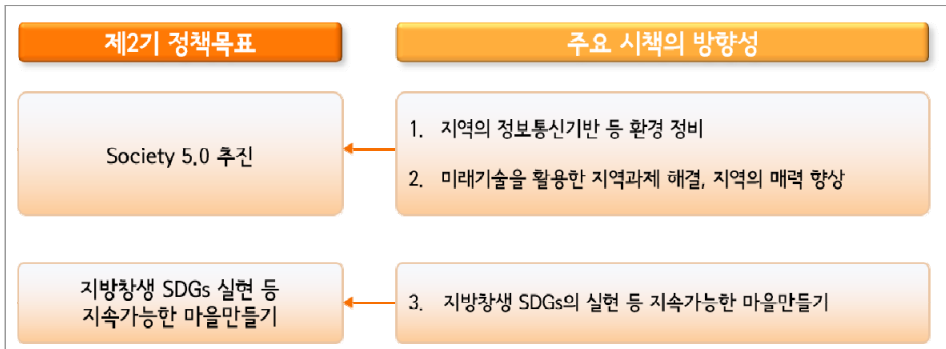 제2기 정책목표
주요 시책의 방향성
Society 5.0 추진
1. 지역의 정보통신기반 등 환경 정비
2. 미래기술을 활용한 지역과제 해결, 지역의 매력 향상
지방창생 SDGs 실현 등
지속가능한 마을만들기
3. 지방창생 SDGs의 실현 등 지속가능한 마을만들기